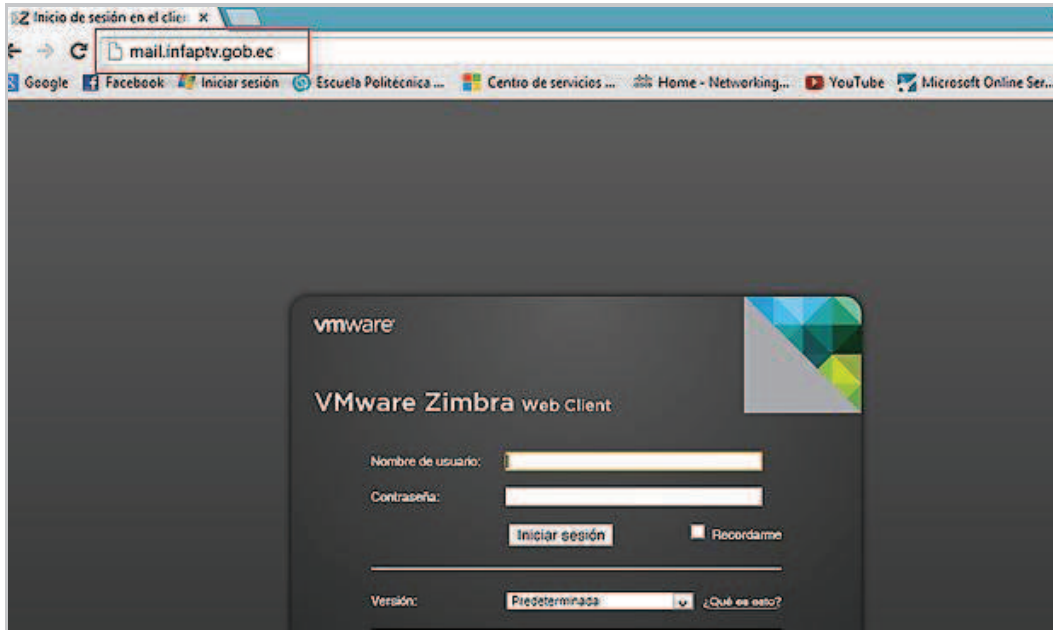 Z Inicio de sesión en el clie: ×
mail.infaptv.gob.ec
Google Facebook Iniciar sesión Escuela Politécnica ... Centro de servicios ... Home - Networking... YouTube Microsoft Online Ser...
vmware
VMware Zimbra Web Client
Nombre de usuario:
Contraseña:
Iniciar sesión Recordarme
Versión: Predeterminada ¿Qué es esto?